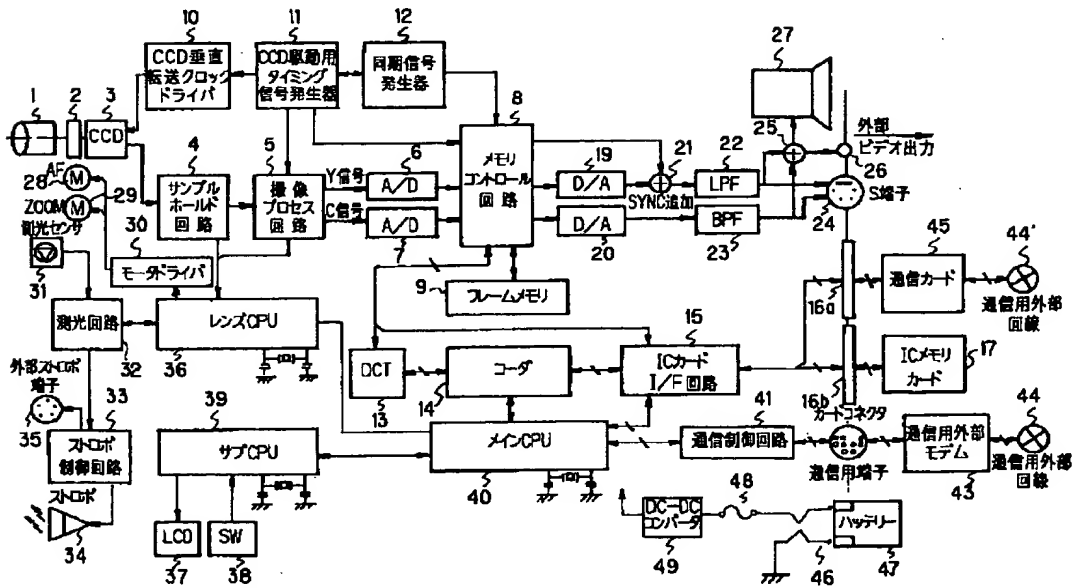 10
11
12
27
CCD垂直
転送クロック
ドライバ
CCD駆動用
タイミング
信号発生器
同期信号
発生器
1
2
3
CCD
8
25
外部
ビデオ出力
4
5
Y信号
6
19
21
22
26
AF
M
28
サンプル
ホールド
回路
撮像
プロセス
回路
A/D
メモリ
コントロール
回路
D/A
SYNC追加
LPF
S端子
ZOOM
M
29
C信号
A/D
D/A
BPF
24
測光センサ
30
7
20
23
45
44'
31
モータドライバ
9
フレームメモリ
16a
通信カード
通信用外部
回線
測光回路
レンズCPU
15
32
36
DCT
コーダ
ICカード
I/F回路
ICメモリ
カード
17
外部ストロボ
端子
33
13
14
16b
カードコネクタ
35
39
41
44
ストロボ
制御回路
サブCPU
メインCPU
通信制御回路
通信用端子
通信用外部
モデム
通信用外部
回線
40
43
ストロボ
48
34
LCD
SW
DC−DC
コンバータ
バッテリー
37
38
49
46
47